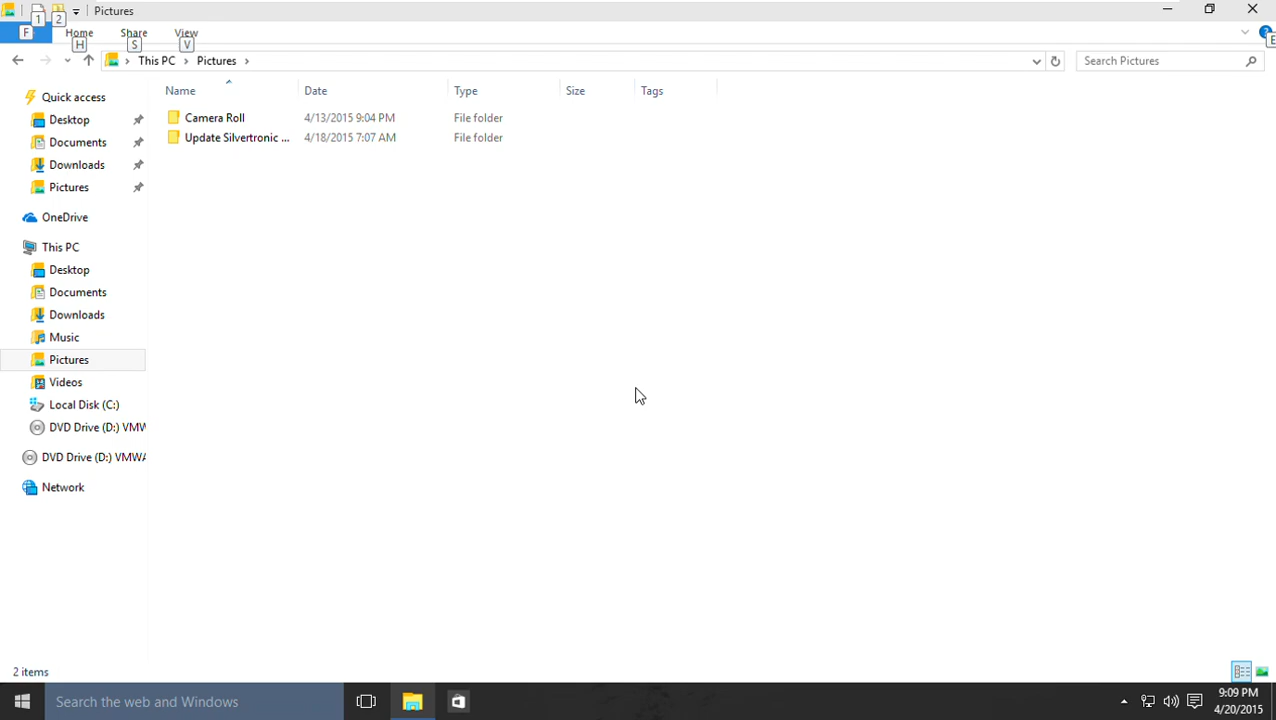 1 2 Pictures
F Home Share View E
H S V
This PC Pictures Search Pictures
Name Date Type Size Tags
Camera Roll 4/13/2015 9:04 PM File folder
Update Silvertronic ... 4/18/2015 7:07 AM File folder
Quick access
Desktop
Documents
Downloads
Pictures
OneDrive
This PC
Desktop
Documents
Downloads
Music
Pictures
Videos
Local Disk (C:)
DVD Drive (D:) VMW
DVD Drive (D:) VMWA
Network
2 items
Search the web and Windows
9:09 PM
4/20/2015